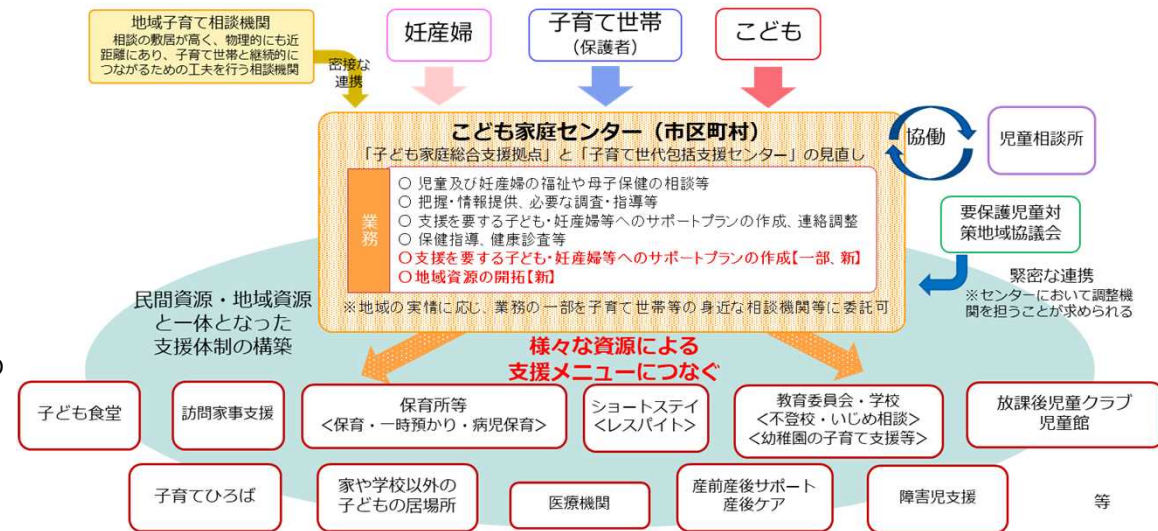 地域子育て相談機関
相談の敷居が高く、物理的にも近
距離にあり、子育て世帯と継続的に
つながるための工夫を行う相談機関
密接な
連携
妊産婦
子育て世帯
(保護者)
こども
こども家庭センター（市区町村）
「子ども家庭総合支援拠点」と「子育て世代包括支援センター」の見直し
業務
○ 児童及び妊産婦の福祉や母子保健の相談等
○ 把握・情報提供、必要な調査・指導等
○ 支援を要する子ども・妊産婦等へのサポートプランの作成、連絡調整
○ 保健指導、健康診査等
○支援を要する子ども・妊産婦等へのサポートプランの作成【一部、新】
○地域資源の開拓【新】
※地域の実情に応じ、業務の一部を子育て世帯等の身近な相談機関等に委託可
協働
児童相談所
要保護児童対
策地域協議会
緊密な連携
※センターにおいて調整機
関を担うことが求められる
民間資源・地域資源
と一体となった
支援体制の構築
様々な資源による
支援メニューにつなぐ
子ども食堂
訪問家事支援
保育所等
<保育・一時預かり・病児保育>
ショートステイ
<レスパイト>
教育委員会・学校
<不登校・いじめ相談>
<幼稚園の子育て支援等>
放課後児童クラブ
児童館
子育てひろば
家や学校以外の
子どもの居場所
医療機関
産前産後サポート
産後ケア
障害児支援
等